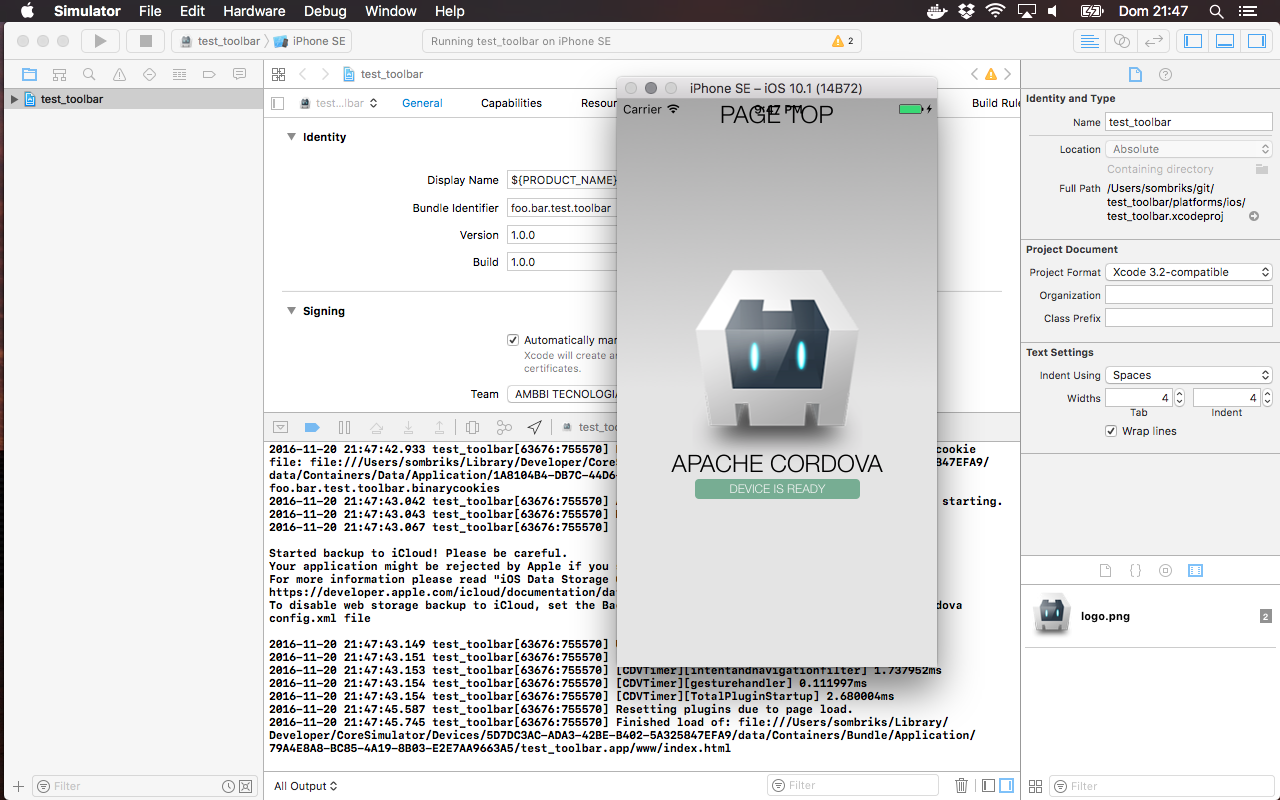 Simulator File Edit Hardware Debug Window Help Dom 21:47
test_toolbar iPhone SE Running test_toolbar on iPhone SE 2
test_toolbar
test_toolbar
test...lbar General Capabilities Resour Build Rule
Identity
Display Name ${PRODUCT_NAME}
Bundle Identifier foo.bar.test.toolbar
Version 1.0.0
Build 1.0.0
Signing
Automatically mar
Xcode will create an
certificates.
Team AMBBI TECNOLOGIA
test_to
iPhone SE – iOS 10.1 (14B72)
Carrier 9:47 PM
PAGE TOP
APACHE CORDOVA
DEVICE IS READY
2016-11-20 21:47:42.933 test_toolbar[63676:755570] cookie
file: file:///Users/sombriks/Library/Developer/CoreS 847EFA9/
data/Containers/Data/Application/1A8104B4-DB7C-44D6-
foo.bar.test.toolbar.binarycookies
2016-11-20 21:47:43.042 test_toolbar[63676:755570] starting.
2016-11-20 21:47:43.043 test_toolbar[63676:755570]
2016-11-20 21:47:43.067 test_toolbar[63676:755570]
Started backup to iCloud! Please be careful.
Your application might be rejected by Apple if you
For more information please read "iOS Data Storage
https://developer.apple.com/icloud/documentation/da
To disable web storage backup to iCloud, set the Bac dova
config.xml file
2016-11-20 21:47:43.149 test_toolbar[63676:755570]
2016-11-20 21:47:43.151 test_toolbar[63676:755570]
2016-11-20 21:47:43.153 test_toolbar[63676:755570] [CDVTimer][intentandnavigationfilter] 1.737952ms
2016-11-20 21:47:43.154 test_toolbar[63676:755570] [CDVTimer][gesturehandler] 0.111997ms
2016-11-20 21:47:43.154 test_toolbar[63676:755570] [CDVTimer][TotalPluginStartup] 2.680004ms
2016-11-20 21:47:45.587 test_toolbar[63676:755570] Resetting plugins due to page load.
2016-11-20 21:47:45.745 test_toolbar[63676:755570] Finished load of: file:///Users/sombriks/Library/
Developer/CoreSimulator/Devices/5D7DC3AC-ADA3-42BE-B402-5A325847EFA9/data/Containers/Bundle/Application/
79A4E8A8-BC85-4A19-8B03-E2E7AA9663A5/test_toolbar.app/www/index.html
Filter All Output Filter
Identity and Type
Name test_toolbar
Location Absolute
Containing directory
Full Path /Users/sombriks/git/
test_toolbar/platforms/ios/
test_toolbar.xcodeproj
Project Document
Project Format Xcode 3.2-compatible
Organization
Class Prefix
Text Settings
Indent Using Spaces
Widths 4 4
Tab Indent
Wrap lines
logo.png 2
Filter